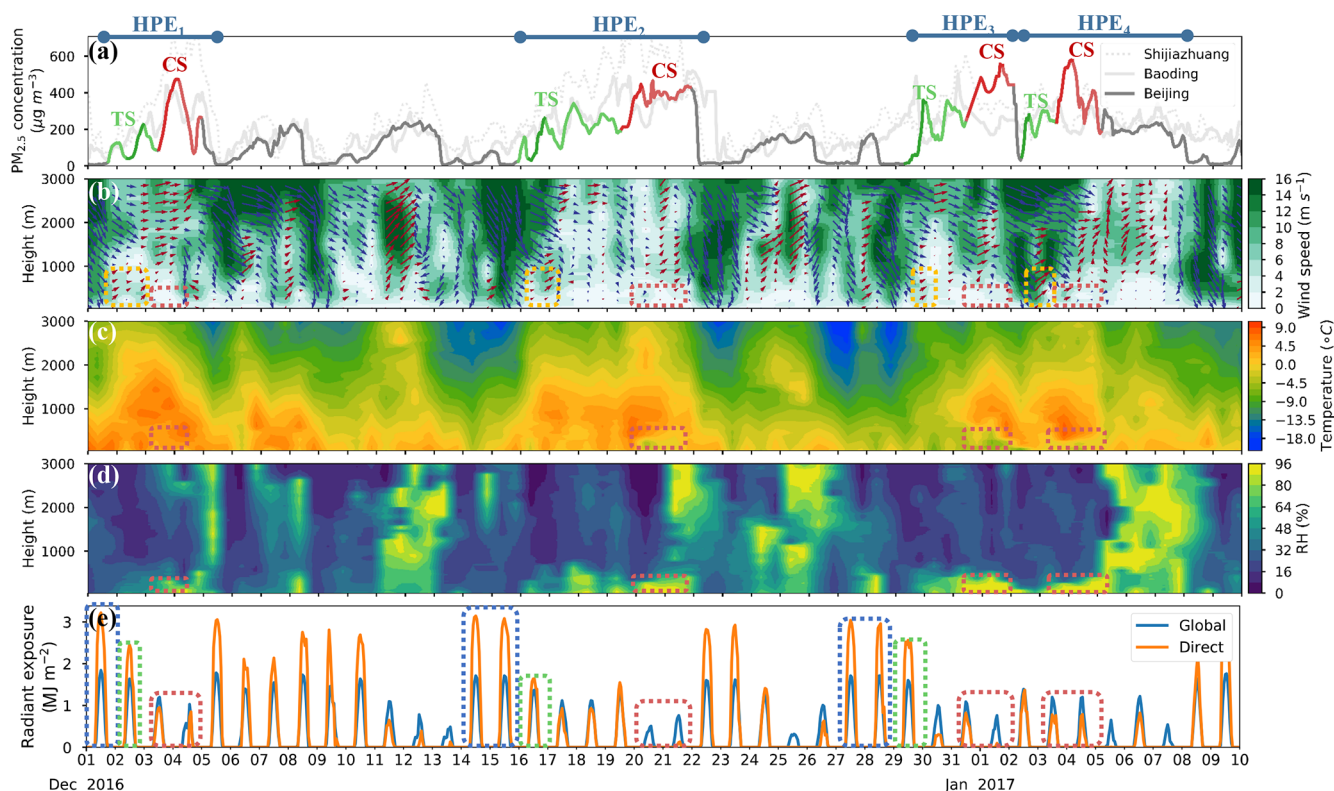 HPE1 HPE2 HPE3 HPE4
(a)
PM2.5 concentration
(μg m−3)
600
400
200
0
TS CS TS CS TS CS TS CS
Shijiazhuang
Baoding
Beijing
(b)
Height (m)
3000
2000
1000
Wind speed (m s−1)
16
14
12
10
8
6
4
2
0
(c)
Height (m)
3000
2000
1000
Temperature (∘C)
9.0
4.5
0.0
−4.5
−9.0
−13.5
−18.0
(d)
Height (m)
3000
2000
1000
RH (%)
96
80
64
48
32
16
0
(e)
Radiant exposure
(MJ m−2)
3
2
1
0
Global
Direct
01 02 03 04 05 06 07 08 09 10 11 12 13 14 15 16 17 18 19 20 21 22 23 24 25 26 27 28 29 30 31 01 02 03 04 05 06 07 08 09 10
Dec 2016 Jan 2017